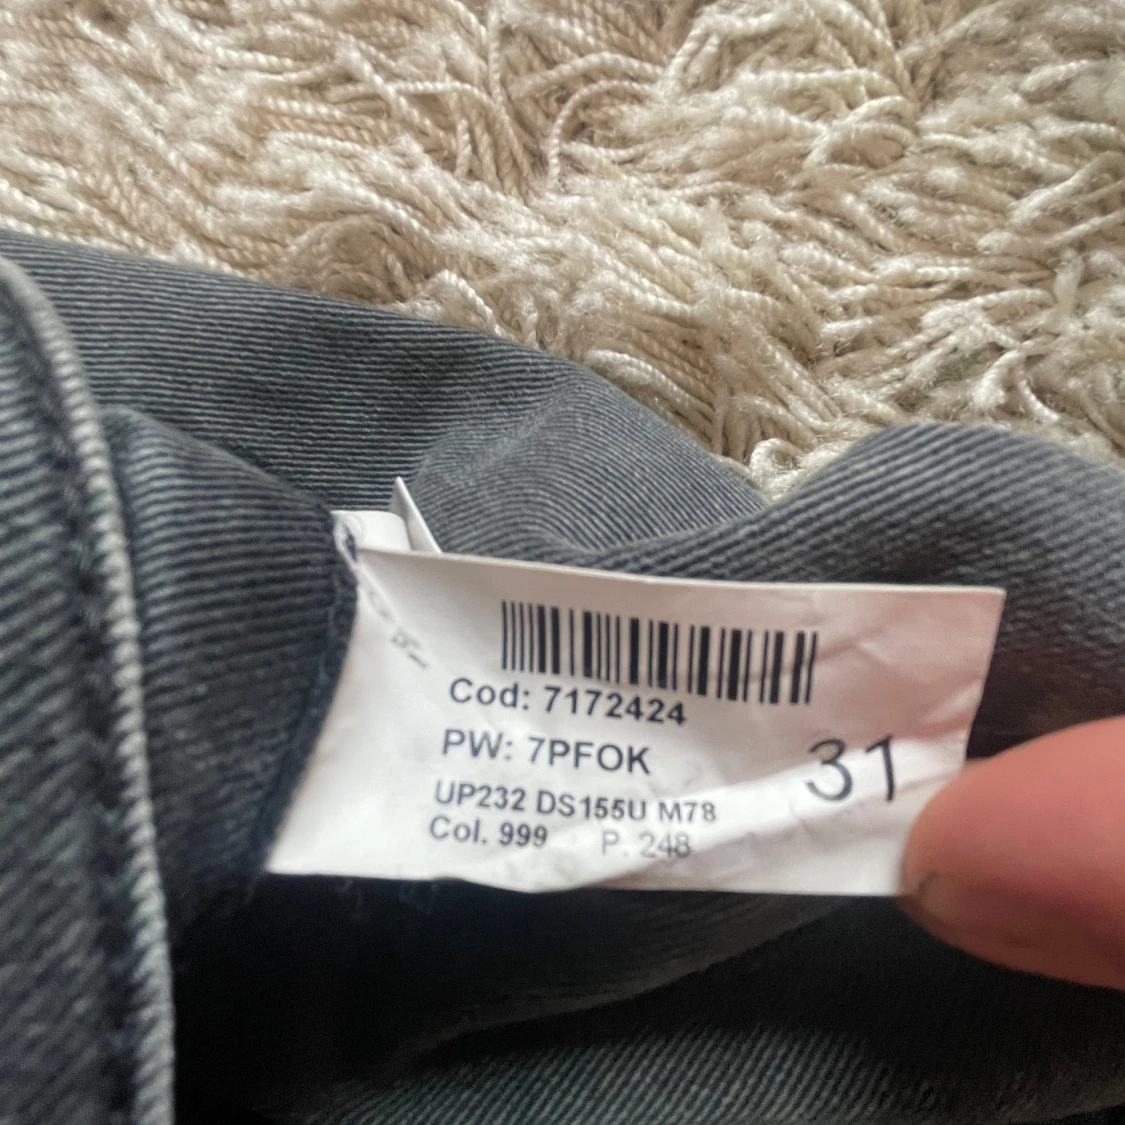 Cod: 7172424
PW: 7PFOK
31
UP232 DS155U M78
Col. 999 P. 248